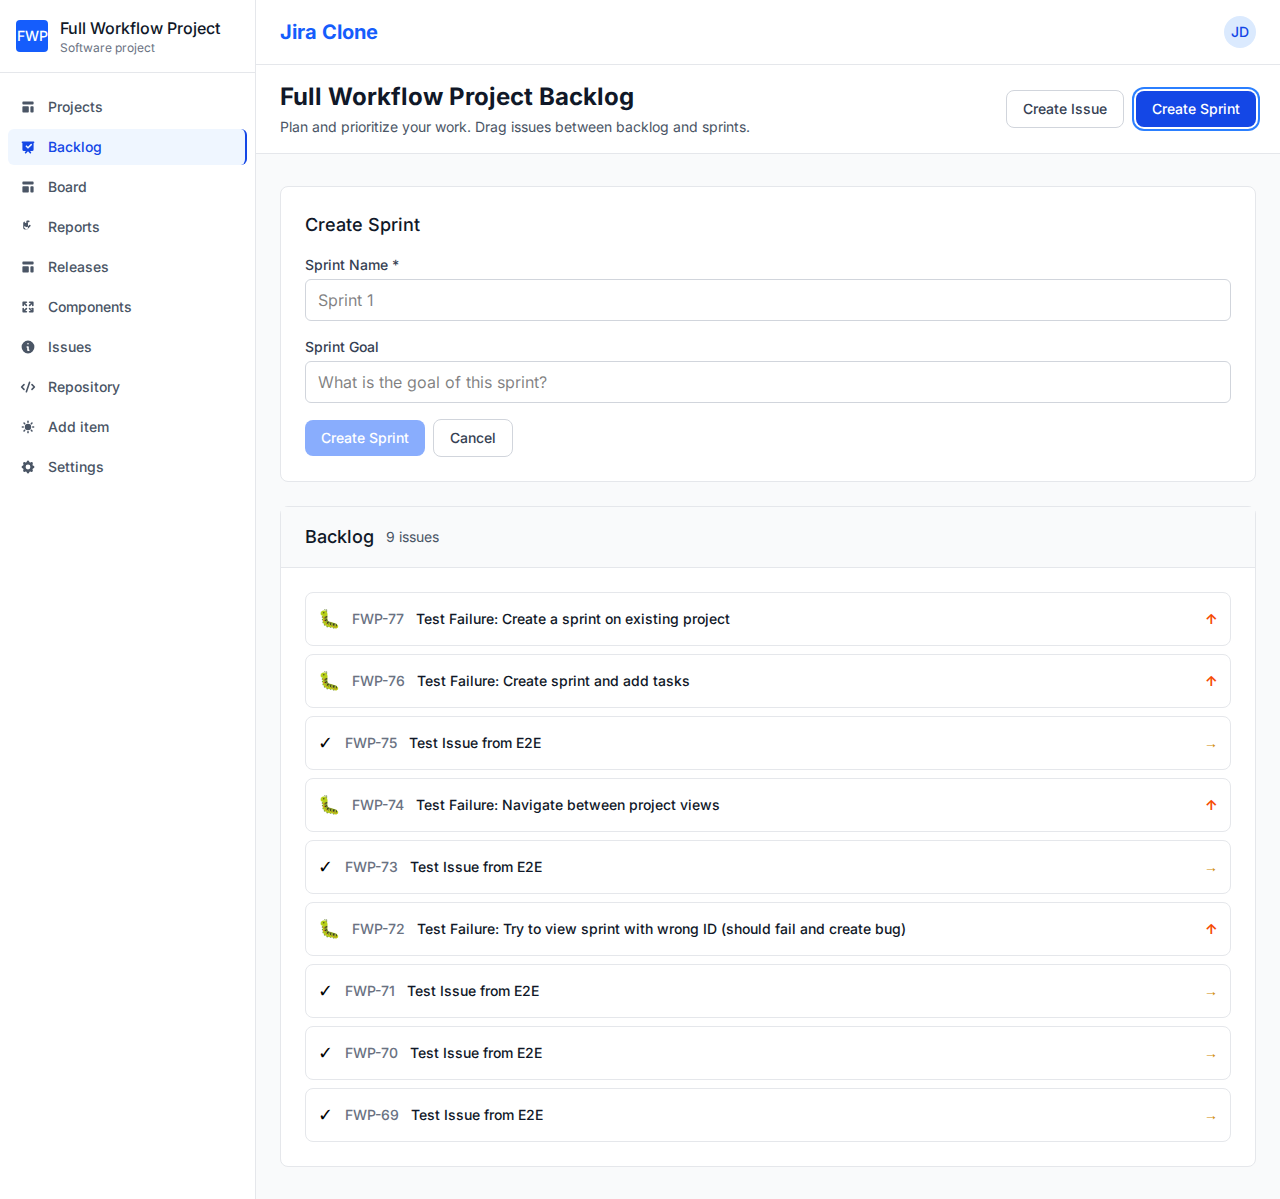 FWP
Full Workflow Project
Software project
Projects
Backlog
Board
Reports
Releases
Components
Issues
Repository
Add item
Settings
Jira Clone
JD
Full Workflow Project Backlog
Plan and prioritize your work. Drag issues between backlog and sprints.
Create Issue
Create Sprint
Create Sprint
Sprint Name *
Sprint 1
Sprint Goal
What is the goal of this sprint?
Create Sprint
Cancel
Backlog 9 issues
FWP-77 Test Failure: Create a sprint on existing project ↑
FWP-76 Test Failure: Create sprint and add tasks ↑
✓ FWP-75 Test Issue from E2E →
FWP-74 Test Failure: Navigate between project views ↑
✓ FWP-73 Test Issue from E2E →
FWP-72 Test Failure: Try to view sprint with wrong ID (should fail and create bug) ↑
✓ FWP-71 Test Issue from E2E →
✓ FWP-70 Test Issue from E2E →
✓ FWP-69 Test Issue from E2E →